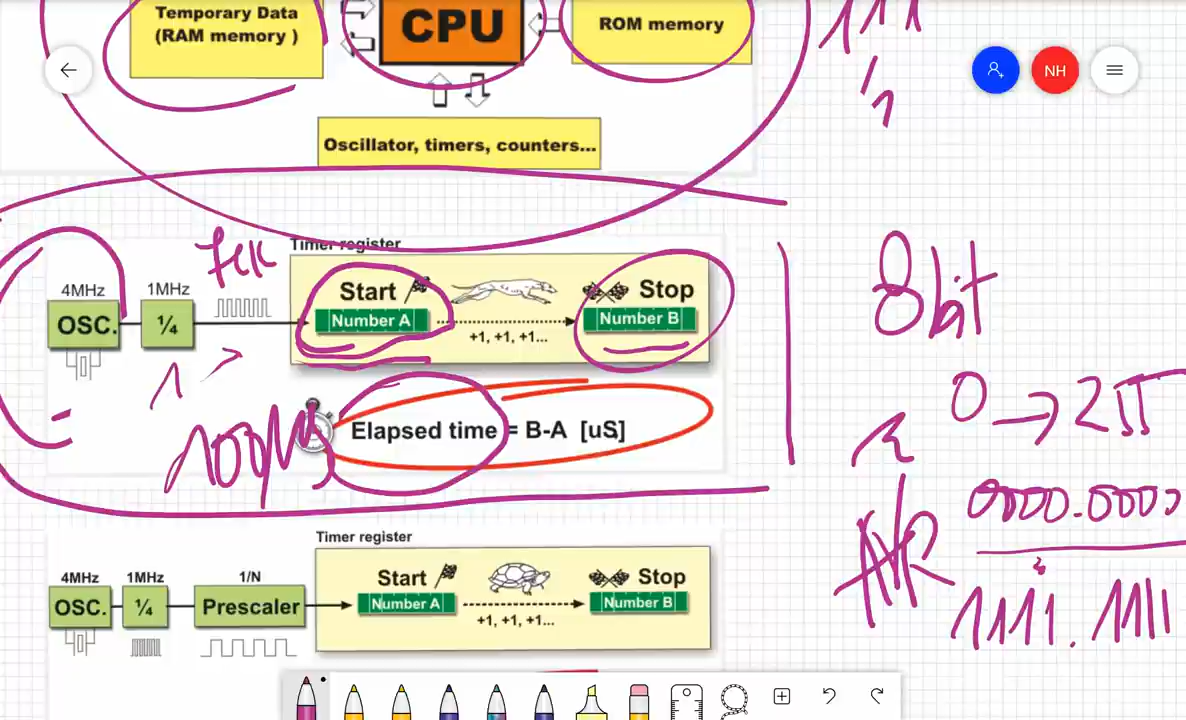 Temporary Data
(RAM memory )
CPU
ROM memory
NH
Oscillator, timers, counters...
Timer register
4MHz
1MHz
Start
Stop
OSC.
¼
Number A
Number B
+1, +1, +1...
8bit
Elapsed time = B-A [uS]
0000.0000
1111.1111
Timer register
4MHz
1MHz
1/N
Start
Stop
OSC.
¼
Prescaler
Number A
Number B
+1, +1, +1...